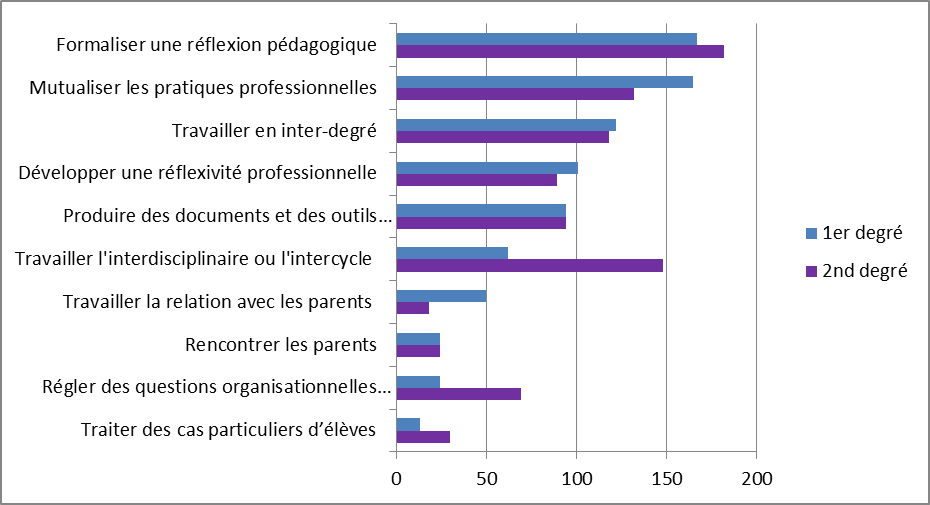 Formaliser une réflexion pédagogique
Mutualiser les pratiques professionnelles
Travailler en inter-degré
Développer une réflexivité professionnelle
Produire des documents et des outils...
Travailler l'interdisciplinaire ou l'intercycle
Travailler la relation avec les parents
Rencontrer les parents
Régler des questions organisationnelles...
Traiter des cas particuliers d’élèves
0 50 100 150 200
1er degré
2nd degré